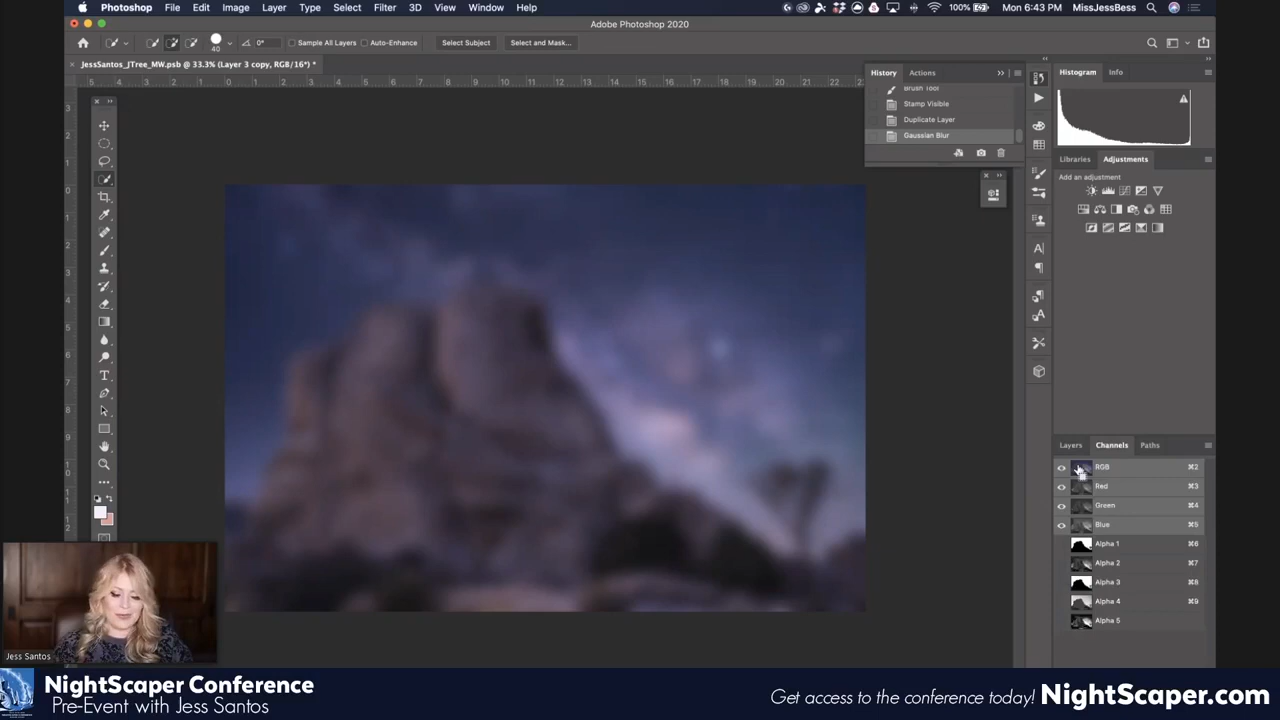 Photoshop File Edit Image Layer Type Select Filter 3D View Window Help
100% Mon 6:43 PM MissJessBess
Adobe Photoshop 2020
40 0° Sample All Layers Auto-Enhance Select Subject Select and Mask...
JessSantos_JTree_MW.psb @ 33.3% (Layer 3 copy, RGB/16*) *
History Actions
Brush Tool
Stamp Visible
Duplicate Layer
Gaussian Blur
Histogram Info
Libraries Adjustments
Add an adjustment
Layers Channels Paths
RGB ⌘2
Red ⌘3
Green ⌘4
Blue ⌘5
Alpha 1 ⌘6
Alpha 2 ⌘7
Alpha 3 ⌘8
Alpha 4 ⌘9
Alpha 5
Jess Santos
NightScaper Conference
Pre-Event with Jess Santos
Get access to the conference today! NightScaper.com